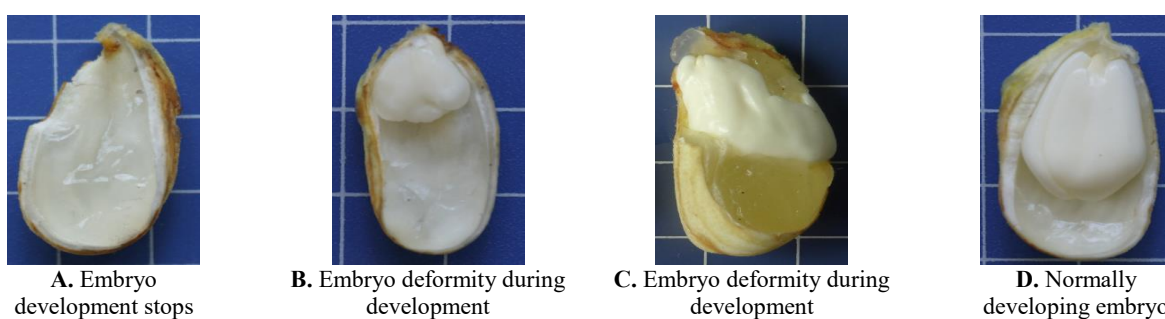 A. Embryo
development stops
B. Embryo deformity during
development
C. Embryo deformity during
development
D. Normally
developing embryo